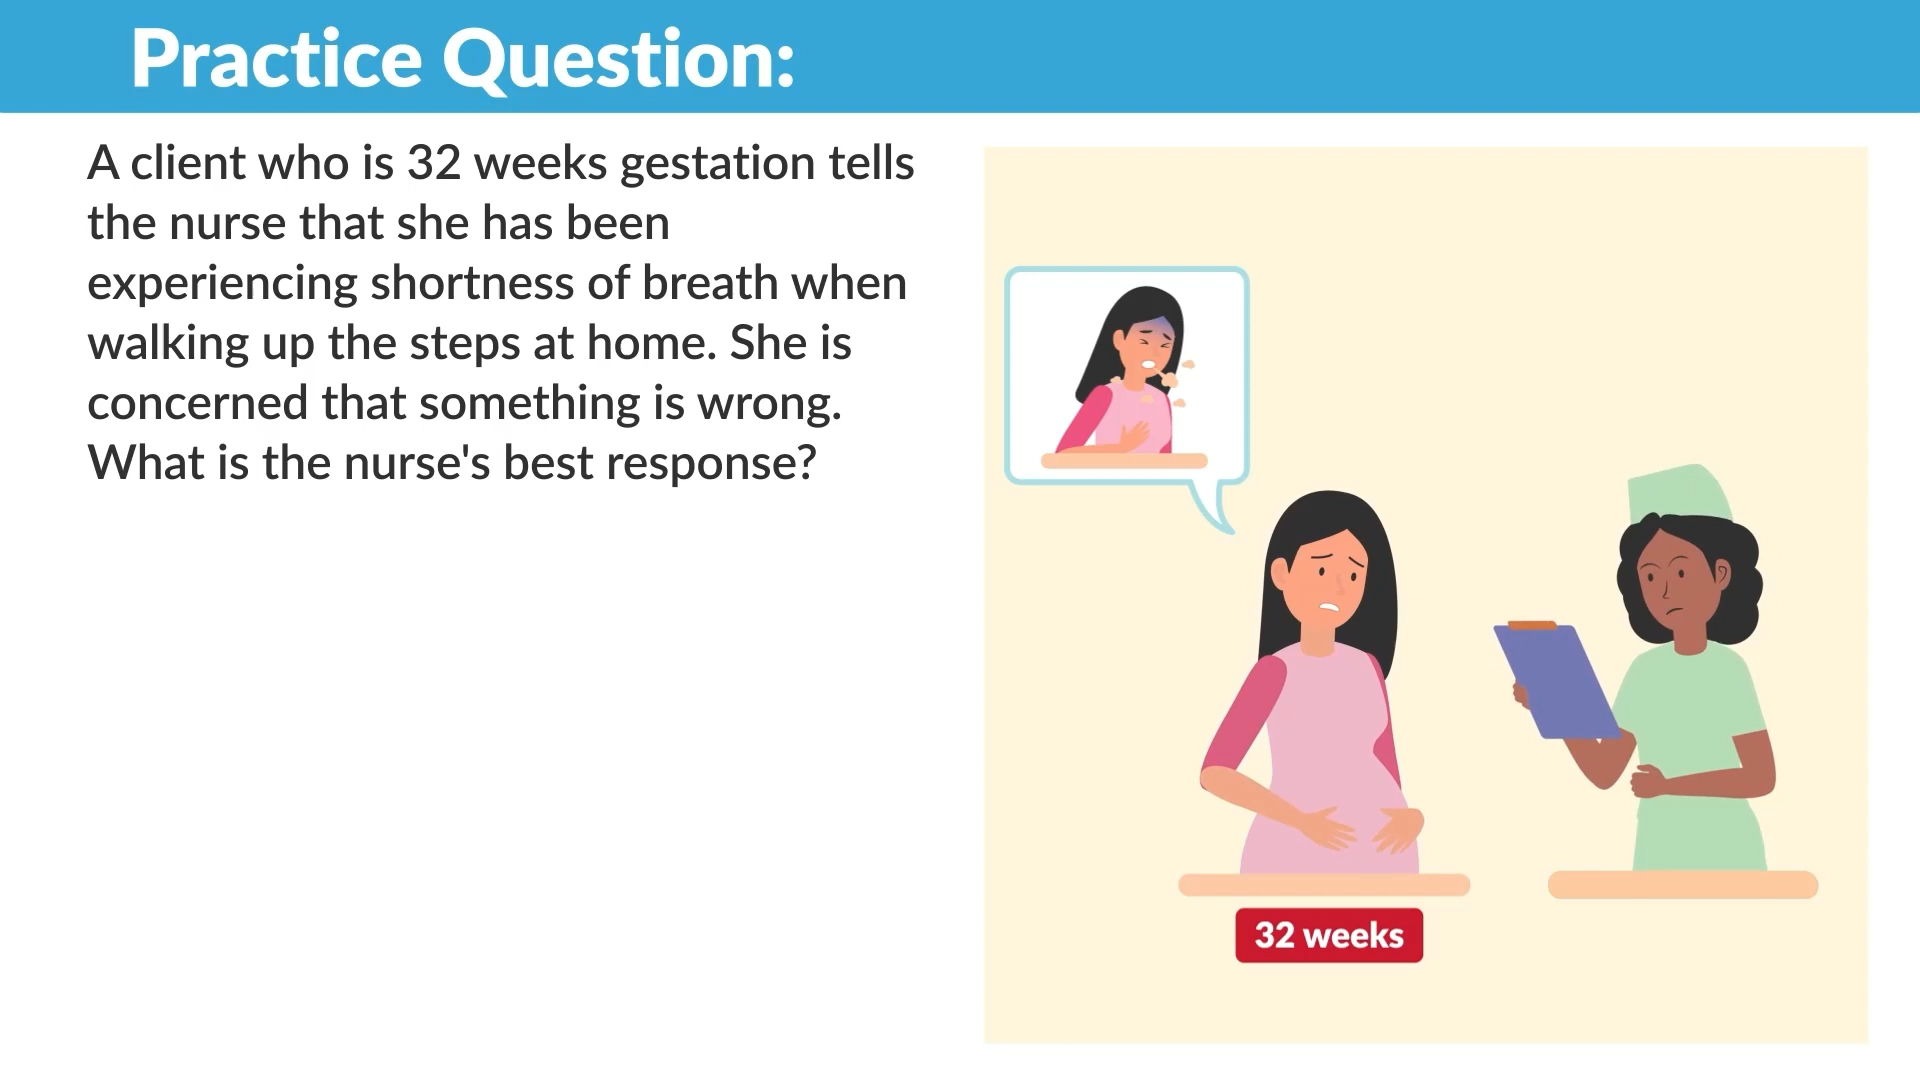 Practice Question:
A client who is 32 weeks gestation tells
the nurse that she has been
experiencing shortness of breath when
walking up the steps at home. She is
concerned that something is wrong.
What is the nurse's best response?
32 weeks